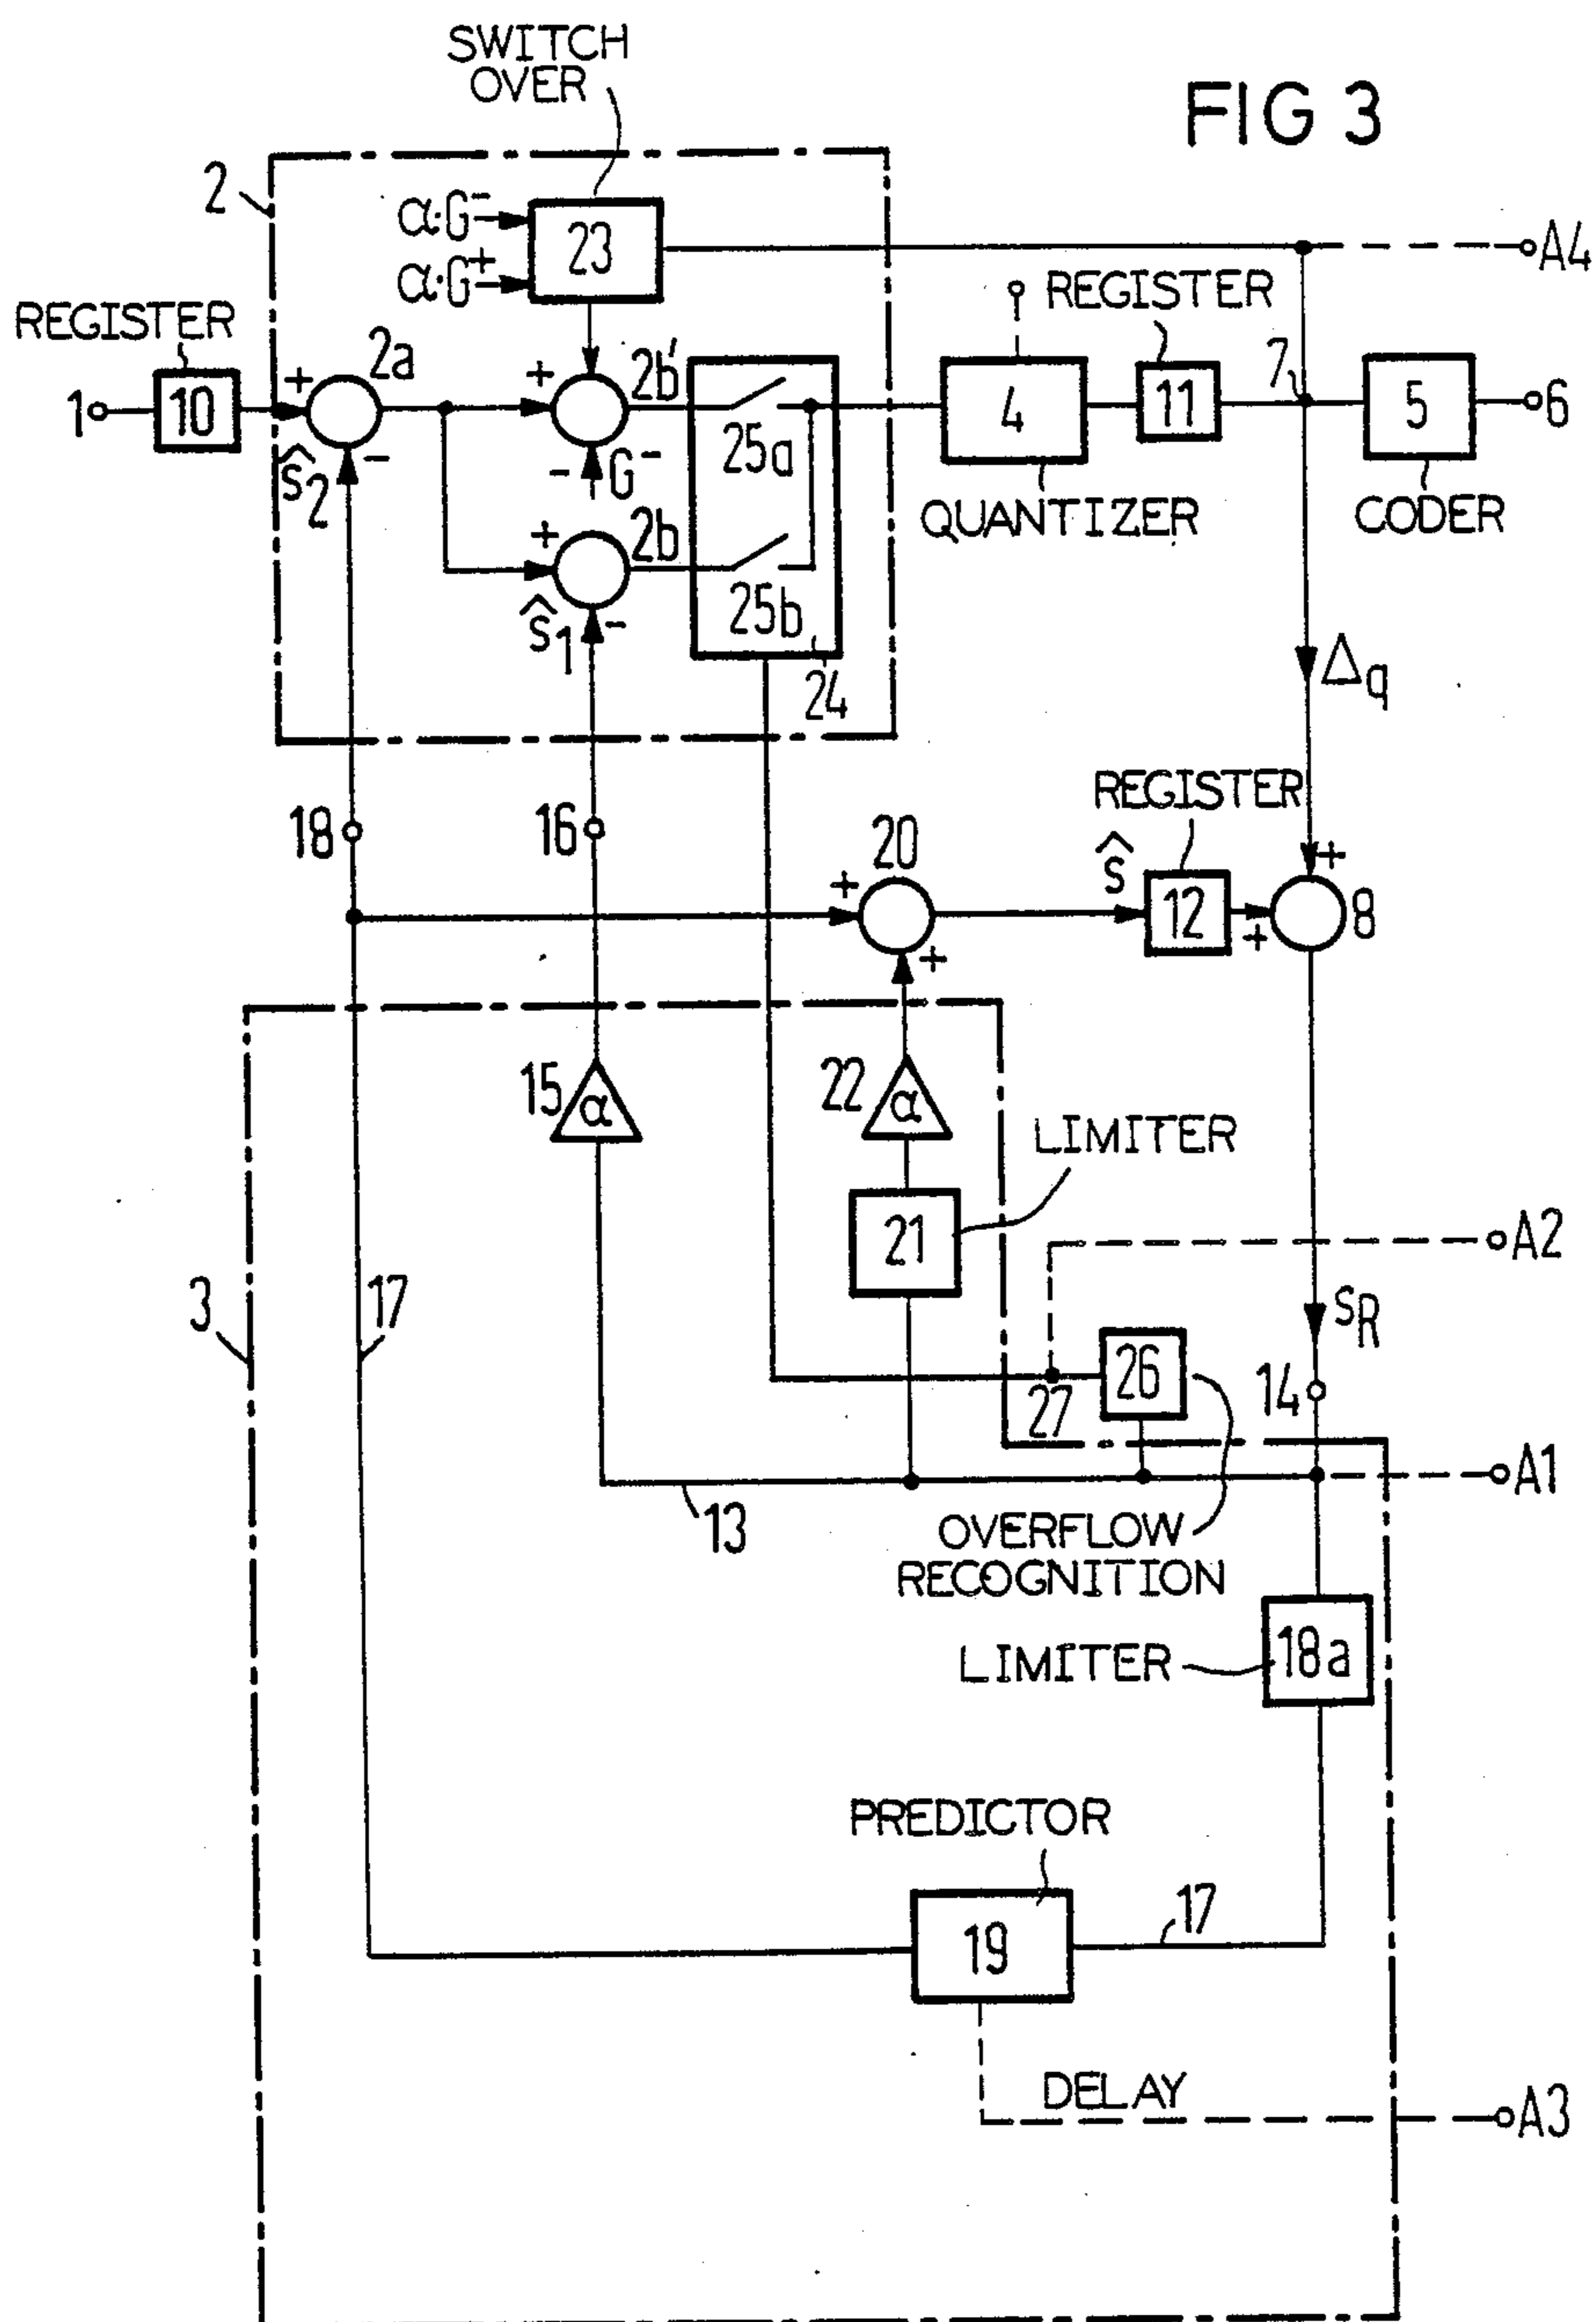 FIG 3
SWITCH
OVER
2
α·G⁻
α·G⁺
23
A4
REGISTER
REGISTER
1
10
+
2a
+
2b'
25a
4
11
7
5
6
ŝ2
-
-
G⁻
QUANTIZER
CODER
+
2b
25b
ŝ1
-
24
Δq
REGISTER
18
16
20
ŝ
+
+
12
+
8
+
15
α
22
α
LIMITER
21
A2
3
17
sR
26
14
27
A1
13
OVERFLOW
RECOGNITION
LIMITER
18a
PREDICTOR
19
17
DELAY
A3